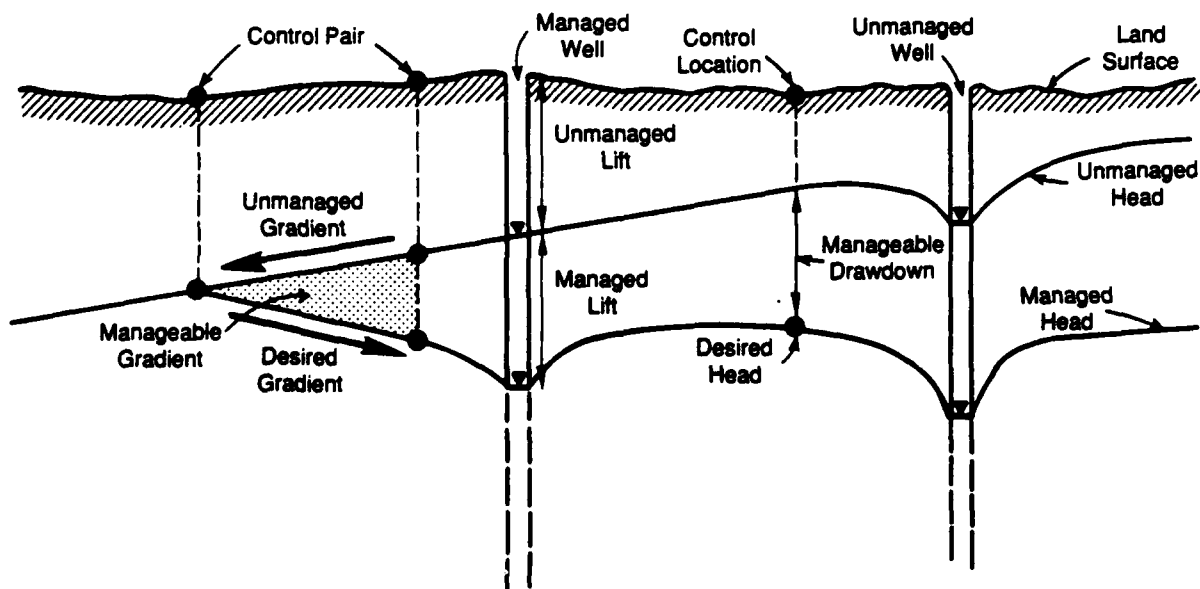 Control Pair
Managed
Well
Control
Location
Unmanaged
Well
Land
Surface
Unmanaged
Lift
Unmanaged
Head
Unmanaged
Gradient
Manageable
Drawdown
Managed
Lift
Managed
Head
Manageable
Gradient
Desired
Gradient
Desired
Head